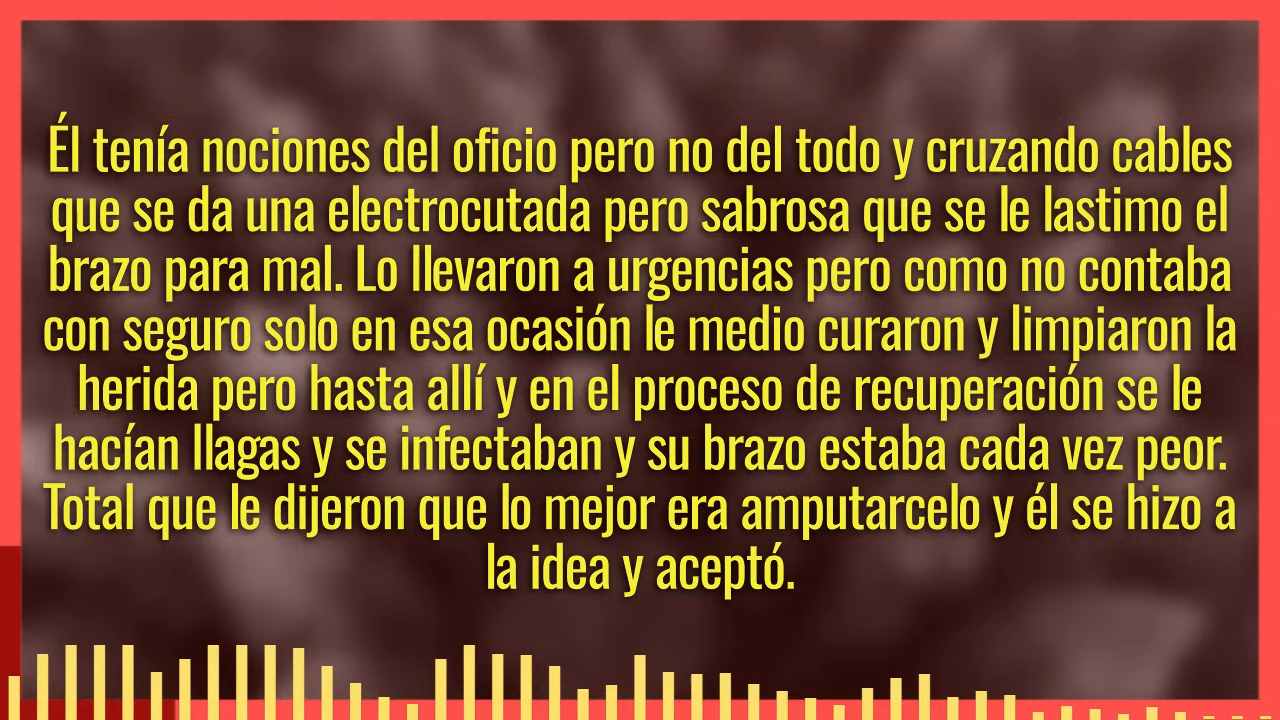 Él tenía nociones del oficio pero no del todo y cruzando cables
que se da una electrocutada pero sabrosa que se le lastimo el
brazo para mal. Lo llevaron a urgencias pero como no contaba
con seguro solo en esa ocasión le medio curaron y limpiaron la
herida pero hasta allí y en el proceso de recuperación se le
hacían llagas y se infectaban y su brazo estaba cada vez peor.
Total que le dijeron que lo mejor era amputarcelo y él se hizo a
la idea y aceptó.